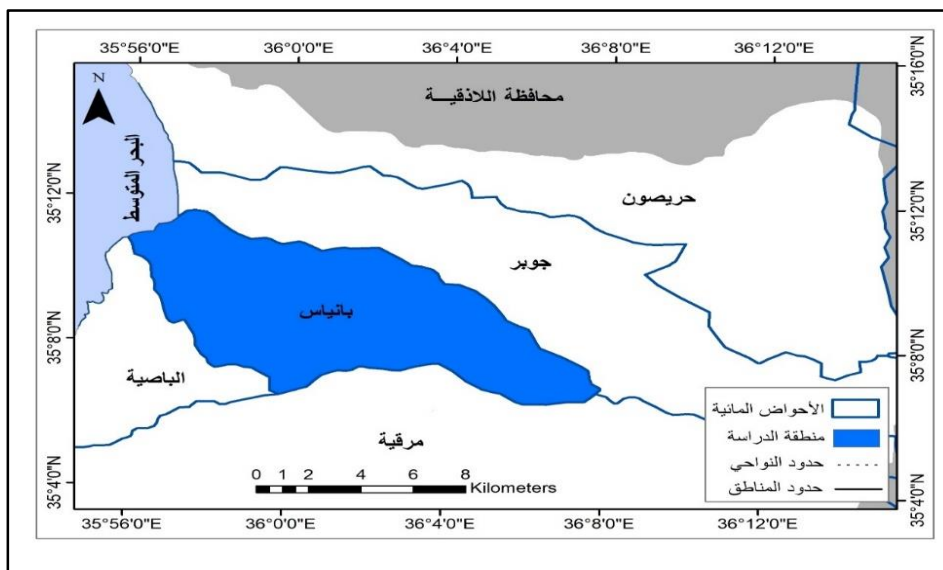 35°56'0"E 36°0'0"E 36°4'0"E 36°8'0"E 36°12'0"E
35°16'0"N
N
محافظة اللاذقيـــة
البحر المتوسط
حريصون
35°12'0"N
35°12'0"N
جوبر
بانياس
35°8'0"N
35°8'0"N
الباصية
مرقية
الأحواض المائية
منطقة الدراسة
حدود النواحي
حدود المناطق
0 1 2 4 6 8
Kilometers
35°4'0"N
35°4'0"N
35°56'0"E 36°0'0"E 36°4'0"E 36°8'0"E 36°12'0"E